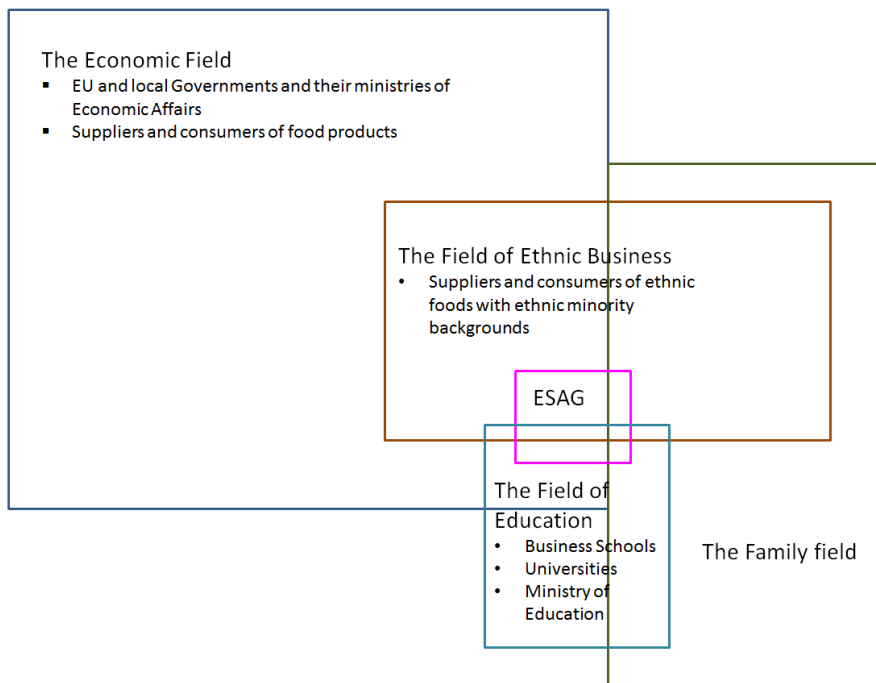 The Economic Field
▪ EU and local Governments and their ministries of
Economic Affairs
▪ Suppliers and consumers of food products
The Field of Ethnic Business
• Suppliers and consumers of ethnic
foods with ethnic minority
backgrounds
ESAG
The Field of
Education
• Business Schools
• Universities
• Ministry of
Education
The Family field